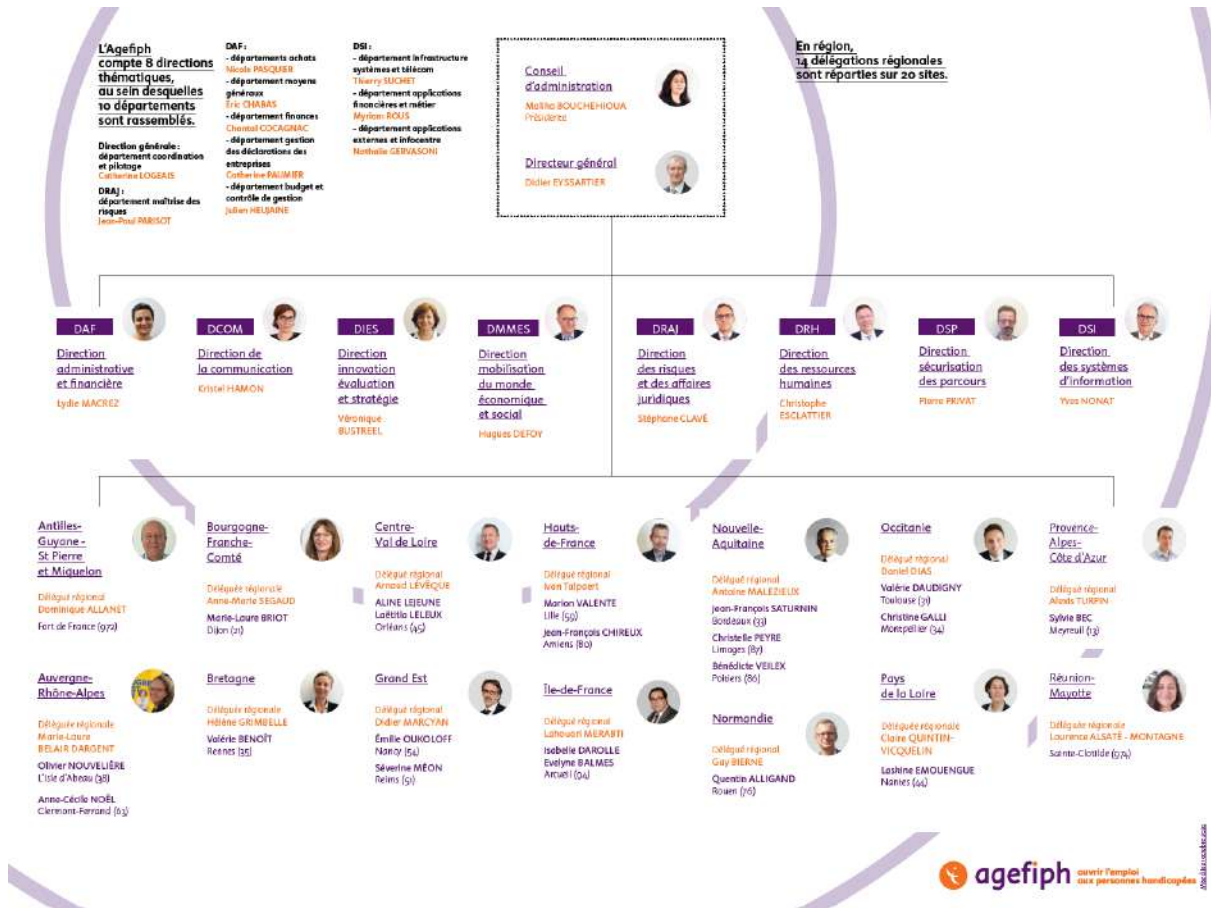 L'Agefiph
compte 8 directions
thématiques,
au sein desquelles
10 départements
sont rassemblés.
Direction générale :
département coordination
et pilotage
Catherine LOGEAIS
DRAJ :
département maîtrise des
risques
Jean-Paul PARISOT
DAF :
- départements achats
Nicole PASQUIER
- département moyens
généraux
Eric CHABAS
- département finances
Chantal COCAGNAC
- département gestion
des déclarations des
entreprises
Catherine PAUMIER
- département budget et
contrôle de gestion
Julien HEUJAINE
DSI :
- département infrastructure
systèmes et télécom
Thierry SUCHET
- département applications
financières et métier
Myriam ROUS
- département applications
externes et infocentre
Nathalie GERVASONI
Conseil
d'administration
Malika BOUCHEHIOUA
Présidente
Directeur général
Didier EYSSARTIER
En région,
14 délégations régionales
sont réparties sur 20 sites.
DAF
Direction
administrative
et financière
Lydie MACREZ
DCOM
Direction de
la communication
Kristel HAMON
DIES
Direction
innovation
évaluation
et stratégie
Véronique
BUSTREEL
DMMES
Direction
mobilisation
du monde
économique
et social
Hugues DEFOY
DRAJ
Direction
des risques
et des affaires
juridiques
Stéphane CLAVÉ
DRH
Direction
des ressources
humaines
Christophe
ESCLATTIER
DSP
Direction
sécurisation
des parcours
Pierre PRIVAT
DSI
Direction
des systèmes
d'information
Yves NONAT
Antilles-
Guyane -
St Pierre
et Miquelon
Délégué régional
Dominique ALLANET
Fort de France (972)
Bourgogne-
Franche-
Comté
Déléguée régionale
Anne-Marie SEGAUD
Marie-Laure BRIOT
Dijon (21)
Centre-
Val de Loire
Délégué régional
Arnaud LÉVÊQUE
ALINE LEJEUNE
Laëtitia LELEUX
Orléans (45)
Hauts-
de-France
Délégué régional
Ivan Talpaert
Marion VALENTE
Lille (59)
Jean-François CHIREUX
Amiens (80)
Nouvelle-
Aquitaine
Délégué régional
Antoine MALEZIEUX
Jean-François SATURNIN
Bordeaux (33)
Christelle PEYRE
Limoges (87)
Bénédicte VEILEX
Poitiers (86)
Occitanie
Délégué régional
Daniel DIAS
Valérie DAUDIGNY
Toulouse (31)
Christine GALLI
Montpellier (34)
Provence-
Alpes-
Côte d'Azur
Délégué régional
Alexis TURPIN
Sylvie BEC
Meyreuil (13)
Auvergne-
Rhône-Alpes
Déléguée régionale
Marie-Laure
BELAIR DARGENT
Olivier NOUVELIÈRE
L'Isle d'Abeau (38)
Anne-Cécile NOËL
Clermont-Ferrand (63)
Bretagne
Déléguée régionale
Hélène GRIMBELLE
Valérie BENOÎT
Rennes (35)
Grand Est
Délégué régional
Didier MARCYAN
Émilie OUKOLOFF
Nancy (54)
Séverine MÉON
Reims (51)
Île-de-France
Délégué régional
Lahouari MERABTI
Isabelle DAROLLE
Evelyne BALMES
Arcueil (94)
Normandie
Délégué régional
Guy BIERNE
Quentin ALLIGAND
Rouen (76)
Pays
de la Loire
Déléguée régionale
Claire QUINTIN-
VICQUELIN
Lashine EMOUENGUE
Nantes (44)
Réunion-
Mayotte
Déléguée régionale
Laurence ALSATÉ - MONTAGNE
Sainte-Clotilde (974)
agefiph
ouvrir l'emploi
aux personnes handicapées